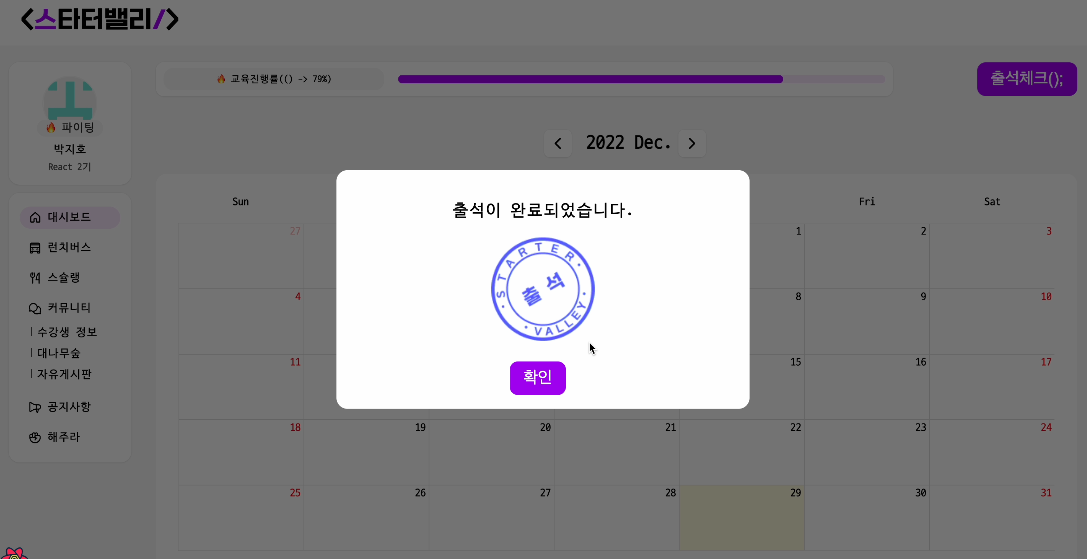 <스타터밸리/>
🔥 교육진행률(() -> 79%)
출석체크();
🔥 파이팅
박지호
React 2기
대시보드
런치버스
스슐랭
커뮤니티
| 수강생 정보
| 대나무숲
| 자유게시판
공지사항
해주라
2022 Dec.
Sun
Fri
Sat
27
1
2
3
4
8
9
10
11
15
16
17
18
19
20
21
22
23
24
25
26
27
28
29
30
31
출석이 완료되었습니다.
STARTER
출석
VALLEY
확인